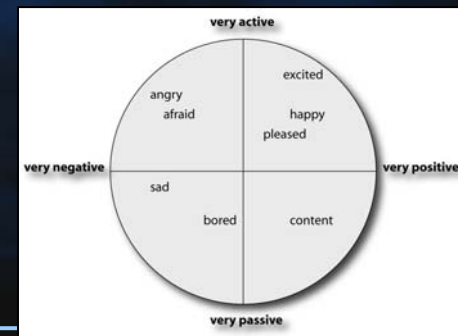 very active
excited
angry
afraid
happy
pleased
very negative
very positive
sad
bored
content
very passive